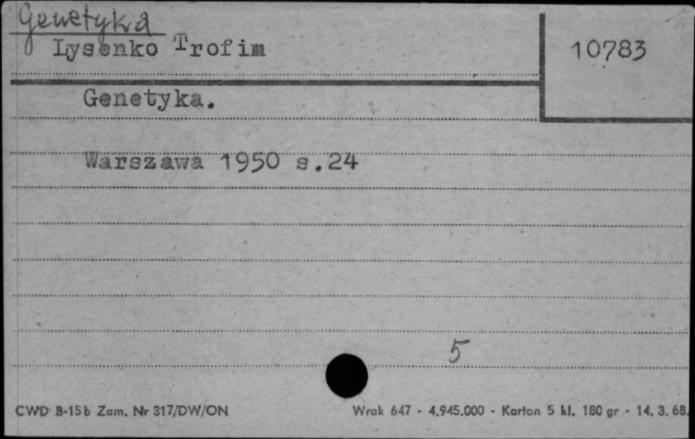 Genetyka
Lysenko Trofim
10783
Genetyka.
Warszawa 1950 s.24
5
CWD B-15b Zam. Nr 317/DW/ON
Wrak 647 - 4.945.000 - Karton 5 kl. 180 gr - 14. 3. 68.